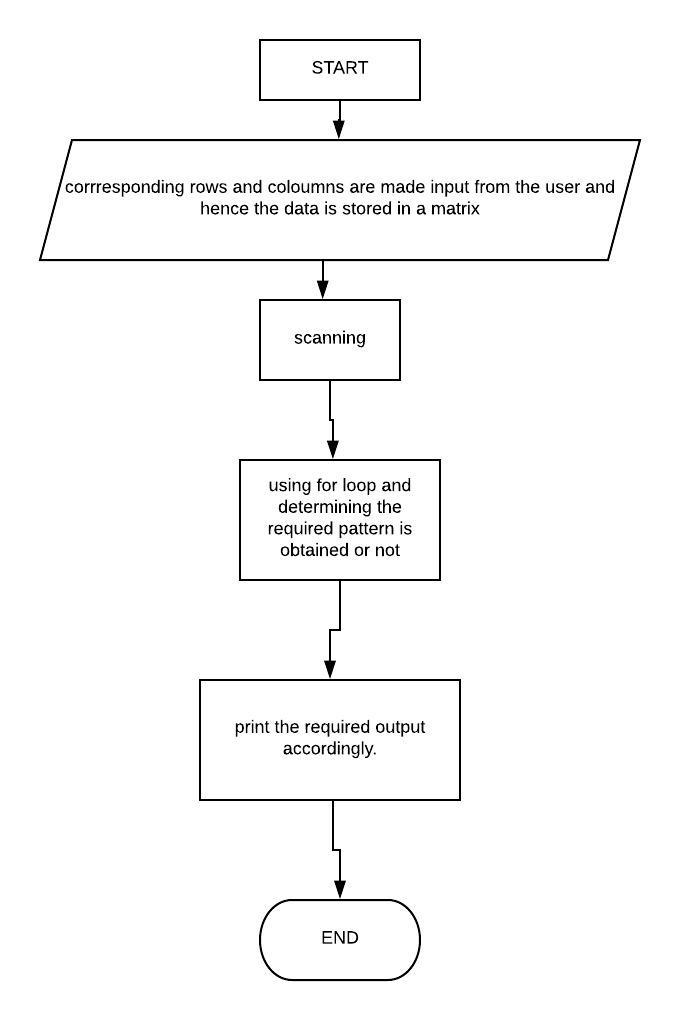 START
corrresponding rows and coloumns are made input from the user and
hence the data is stored in a matrix
scanning
using for loop and
determining the
required pattern is
obtained or not
print the required output
accordingly.
END